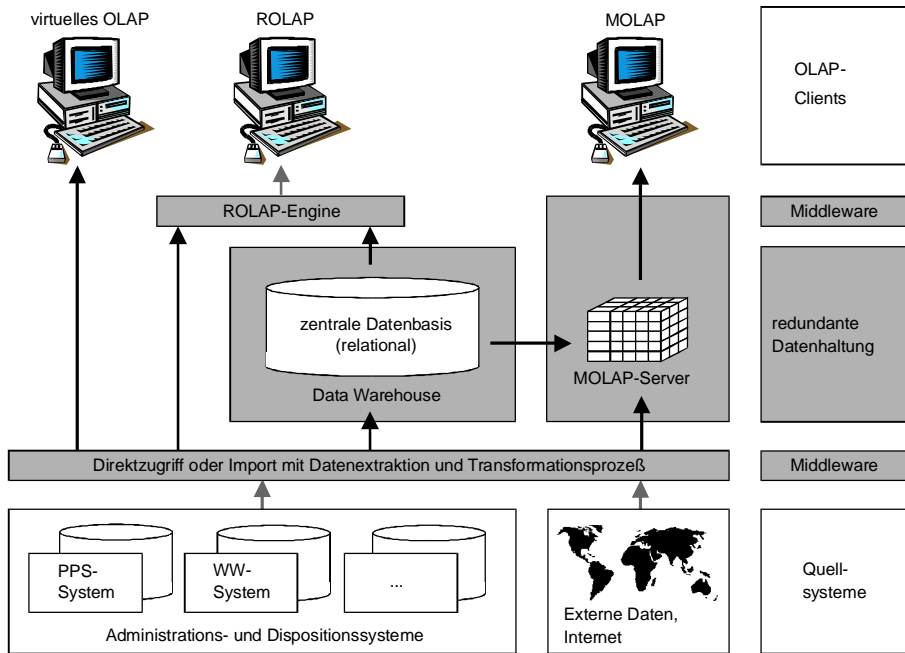 virtuelles OLAP
ROLAP
MOLAP
OLAP-
Clients
ROLAP-Engine
Middleware
zentrale Datenbasis
(relational)
Data Warehouse
MOLAP-Server
redundante
Datenhaltung
Direktzugriff oder Import mit Datenextraktion und Transformationsprozeß
Middleware
PPS-
System
WW-
System
...
Administrations- und Dispositionssysteme
Externe Daten,
Internet
Quell-
systeme